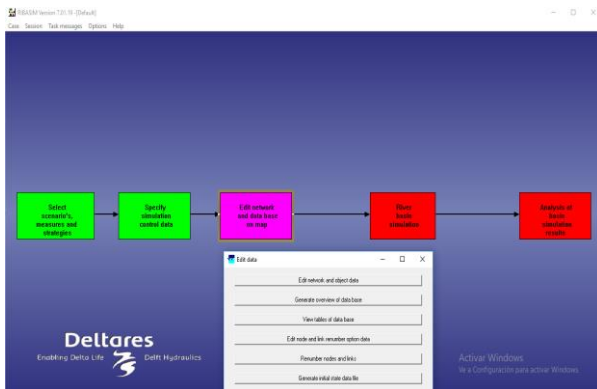 RIBASIM Version 7.01.19 - [Default]
Case Session Task messages Options Help
Select
scenario's,
measures and
strategies
Specify
simulation
control data
Edit network
and data base
on map
River
basin
simulation
Analysis of
basin
simulation
results
Edit data
Edit network and object data
Generate overview of data base
View tables of data base
Edit node and link renumber option data
Renumber nodes and links
Generate initial state data file
Deltares
Enabling Delta Life
Delft Hydraulics
Activar Windows
Ve a Configuración para activar Windows.